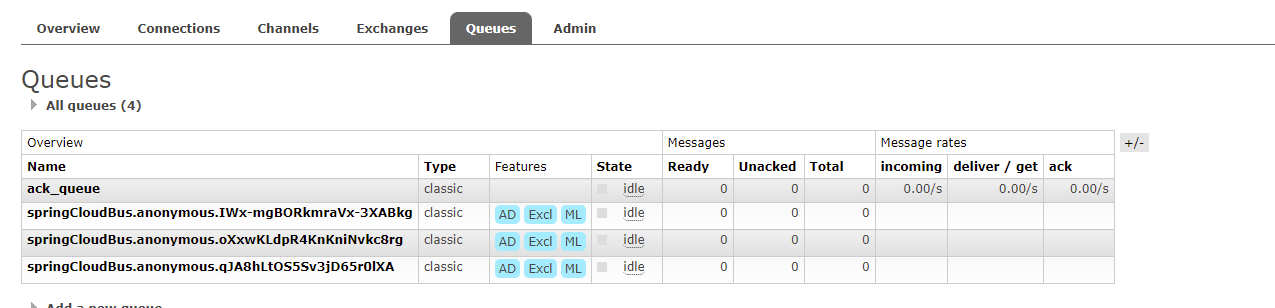 Overview Connections Channels Exchanges Queues Admin
Queues
All queues (4)
Overview Messages Message rates +/-
Name Type Features State Ready Unacked Total incoming deliver / get ack
ack_queue classic idle 0 0 0 0.00/s 0.00/s 0.00/s
springCloudBus.anonymous.IWx-mgBORkmraVx-3XABkg classic AD Excl ML idle 0 0 0
springCloudBus.anonymous.oXxwKLdpR4KnKniNvkc8rg classic AD Excl ML idle 0 0 0
springCloudBus.anonymous.qJA8hLtOS5Sv3jD65r0lXA classic AD Excl ML idle 0 0 0
Add a new queue